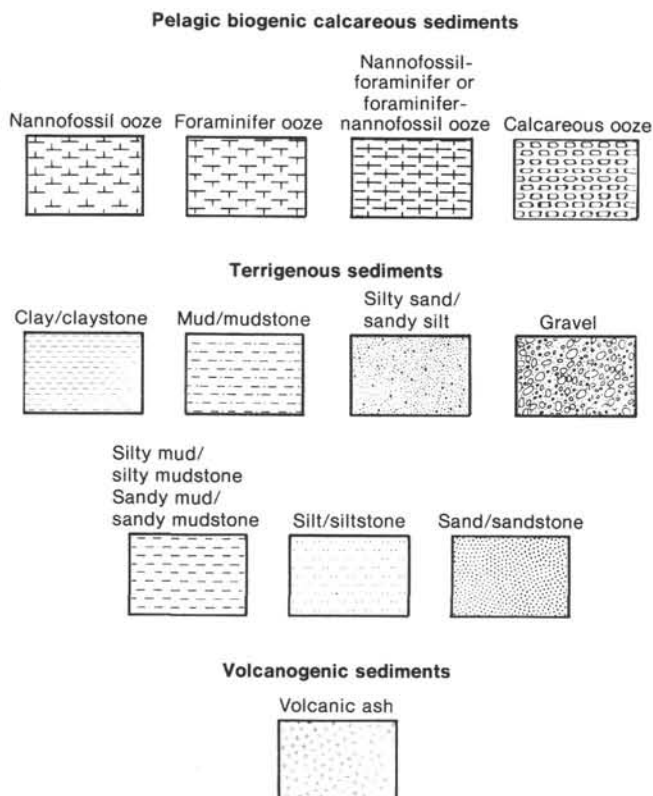 Pelagic biogenic calcareous sediments
Nannofossil ooze
Foraminifer ooze
Nannofossil-
foraminifer or
foraminifer-
nannofossil ooze
Calcareous ooze
Terrigenous sediments
Clay/claystone
Mud/mudstone
Silty sand/
sandy silt
Gravel
Silty mud/
silty mudstone
Sandy mud/
sandy mudstone
Silt/siltstone
Sand/sandstone
Volcanogenic sediments
Volcanic ash